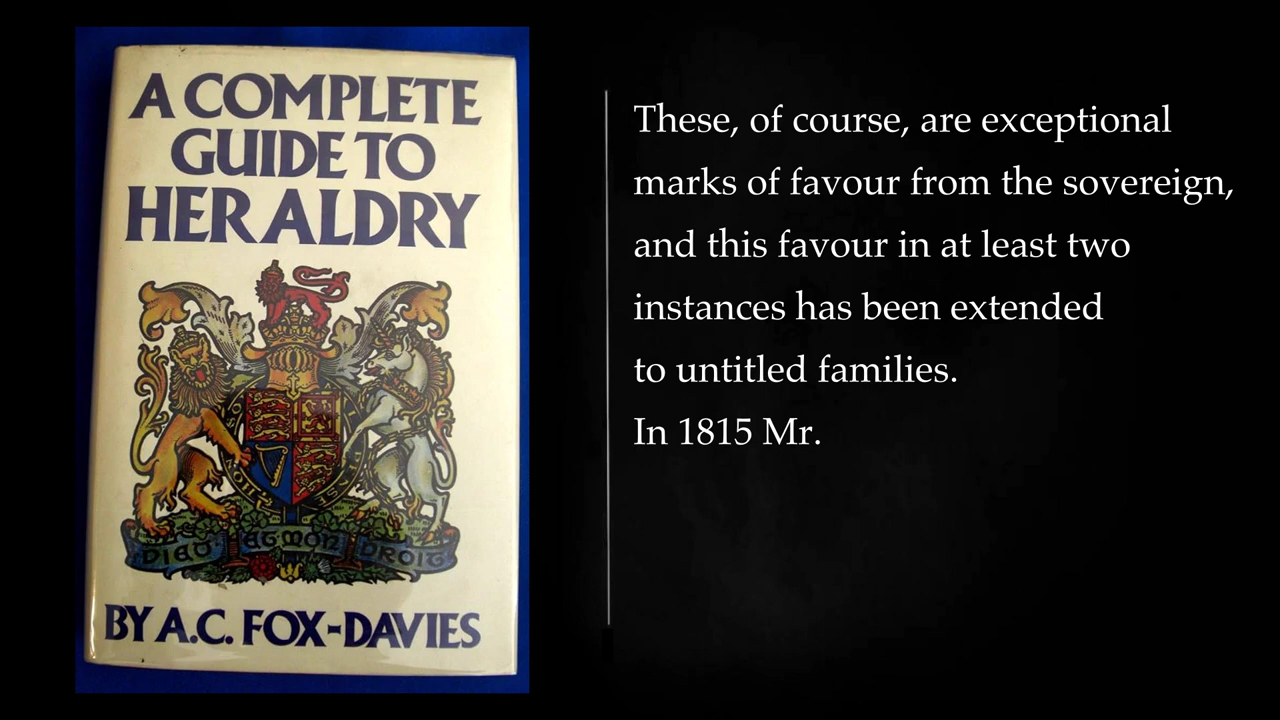 A COMPLETE
GUIDE TO
HERALDRY
DIEU ET MON DROIT
BY A.C. FOX-DAVIES
These, of course, are exceptional
marks of favour from the sovereign,
and this favour in at least two
instances has been extended
to untitled families.
In 1815 Mr.